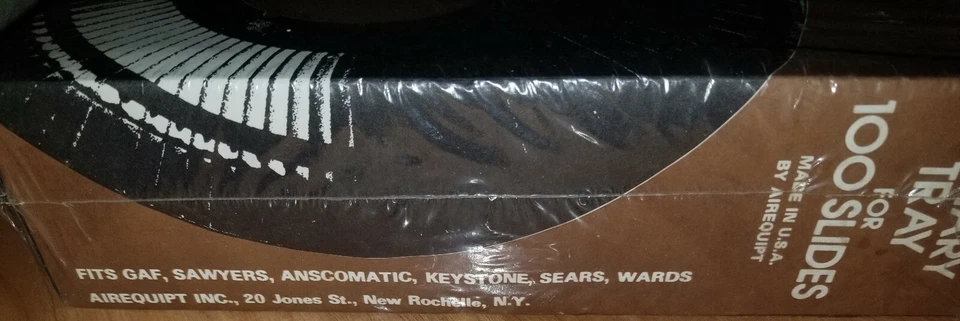 TRAY
FOR
100 SLIDES
MADE IN U.S.A.
BY AIREQUIPT
FITS GAF, SAWYERS, ANSCOMATIC, KEYSTONE, SEARS, WARDS
AIREQUIPT INC., 20 Jones St., New Rochelle, N.Y.